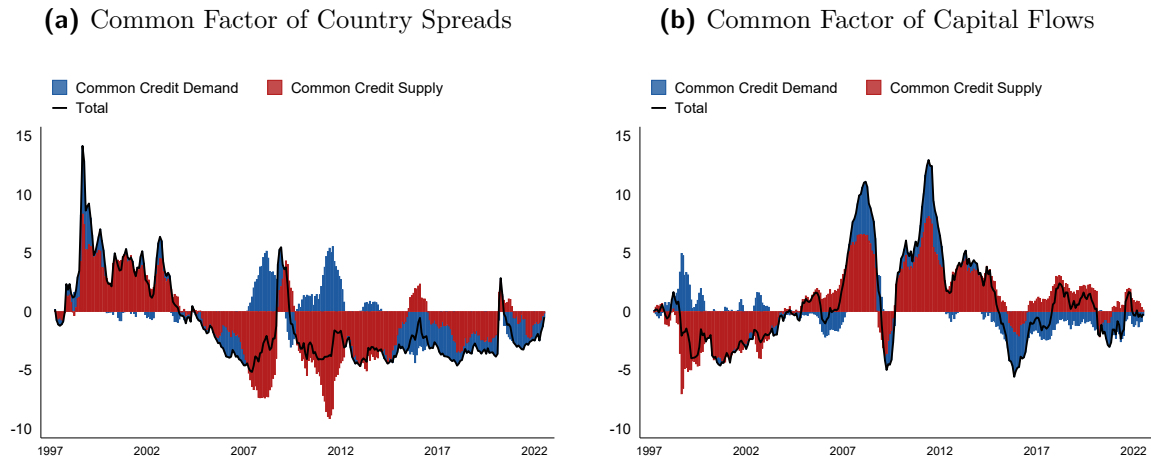 (a) Common Factor of Country Spreads
Common Credit Demand Common Credit Supply
Total
15
10
5
0
-5
-10
1997 2002 2007 2012 2017 2022
(b) Common Factor of Capital Flows
Common Credit Demand Common Credit Supply
Total
15
10
5
0
-5
-10
1997 2002 2007 2012 2017 2022